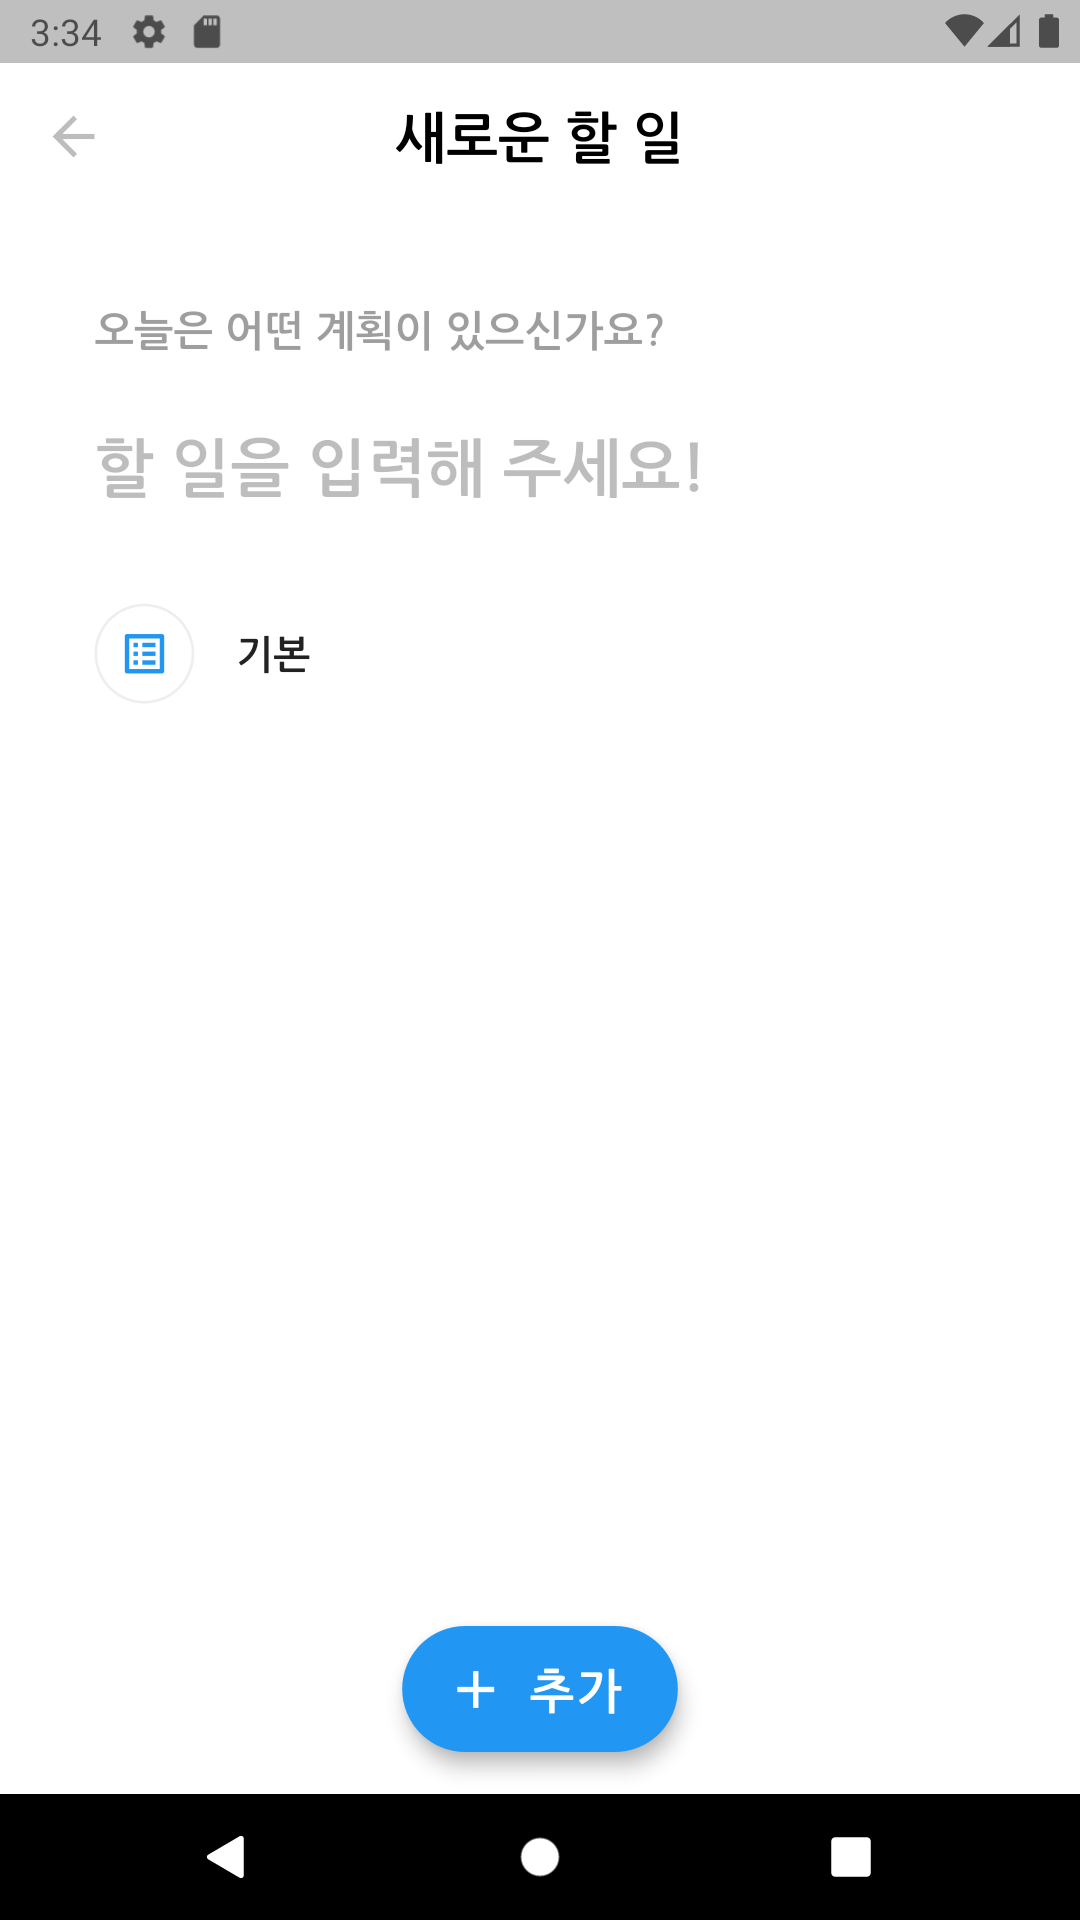 3:34
새로운 할 일
오늘은 어떤 계획이 있으신가요?
할 일을 입력해 주세요!
기본
+ 추가